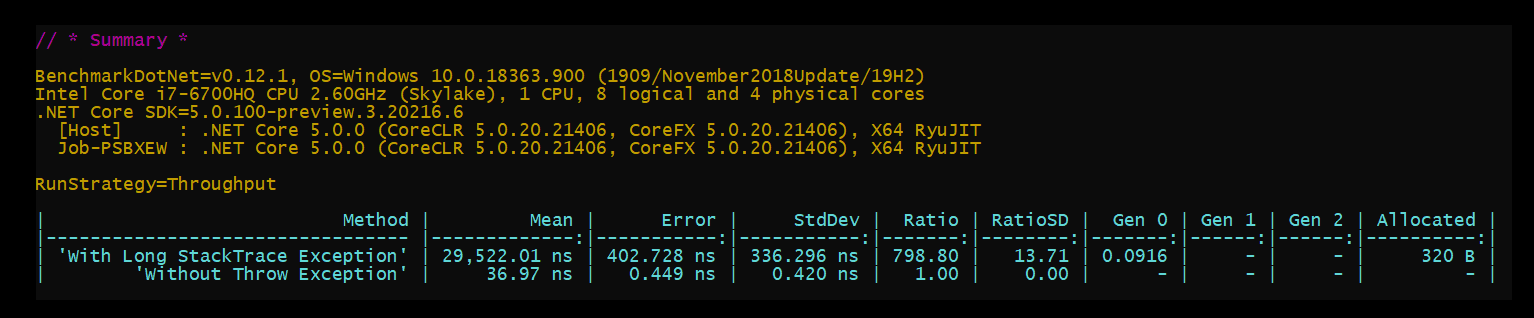 // * Summary *
BenchmarkDotNet=v0.12.1, OS=Windows 10.0.18363.900 (1909/November2018Update/19H2)
Intel Core i7-6700HQ CPU 2.60GHz (Skylake), 1 CPU, 8 logical and 4 physical cores
.NET Core SDK=5.0.100-preview.3.20216.6
  [Host]     : .NET Core 5.0.0 (CoreCLR 5.0.20.21406, CoreFX 5.0.20.21406), X64 RyuJIT
  Job-PSBXEW : .NET Core 5.0.0 (CoreCLR 5.0.20.21406, CoreFX 5.0.20.21406), X64 RyuJIT
RunStrategy=Throughput
|                           Method |         Mean |      Error |     StdDev |  Ratio | RatioSD |  Gen 0 | Gen 1 | Gen 2 | Allocated |
|--------------------------------- |-------------:|-----------:|-----------:|-------:|--------:|-------:|------:|------:|----------:|
| 'With Long StackTrace Exception' | 29,522.01 ns | 402.728 ns | 336.296 ns | 798.80 |   13.71 | 0.0916 |     - |     - |     320 B |
|        'Without Throw Exception' |     36.97 ns |   0.449 ns |   0.420 ns |   1.00 |    0.00 |      - |     - |     - |         - |